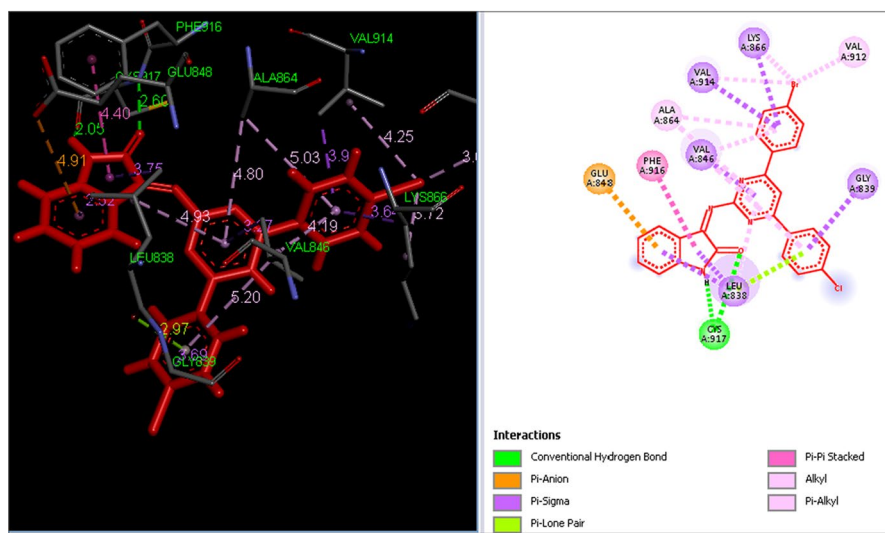 PHE916
VAL914
CYS917
GLU848
ALA864
2.60
2.05
4.40
4.25
4.91
3.75
4.80
5.03
3.9
2.52
LYS866
4.93
4.19
3.6
5.72
VAL846
LEU838
5.20
2.97
3.69
GLY839
LYS
A:866
VAL
A:912
VAL
A:914
Br
ALA
A:864
VAL
A:846
PHE
A:916
GLU
A:848
GLY
A:839
N
N
N
O
N
H
LEU
A:838
Cl
CYS
A:917
Interactions
Conventional Hydrogen Bond
Pi-Anion
Pi-Sigma
Pi-Lone Pair
Pi-Pi Stacked
Alkyl
Pi-Alkyl